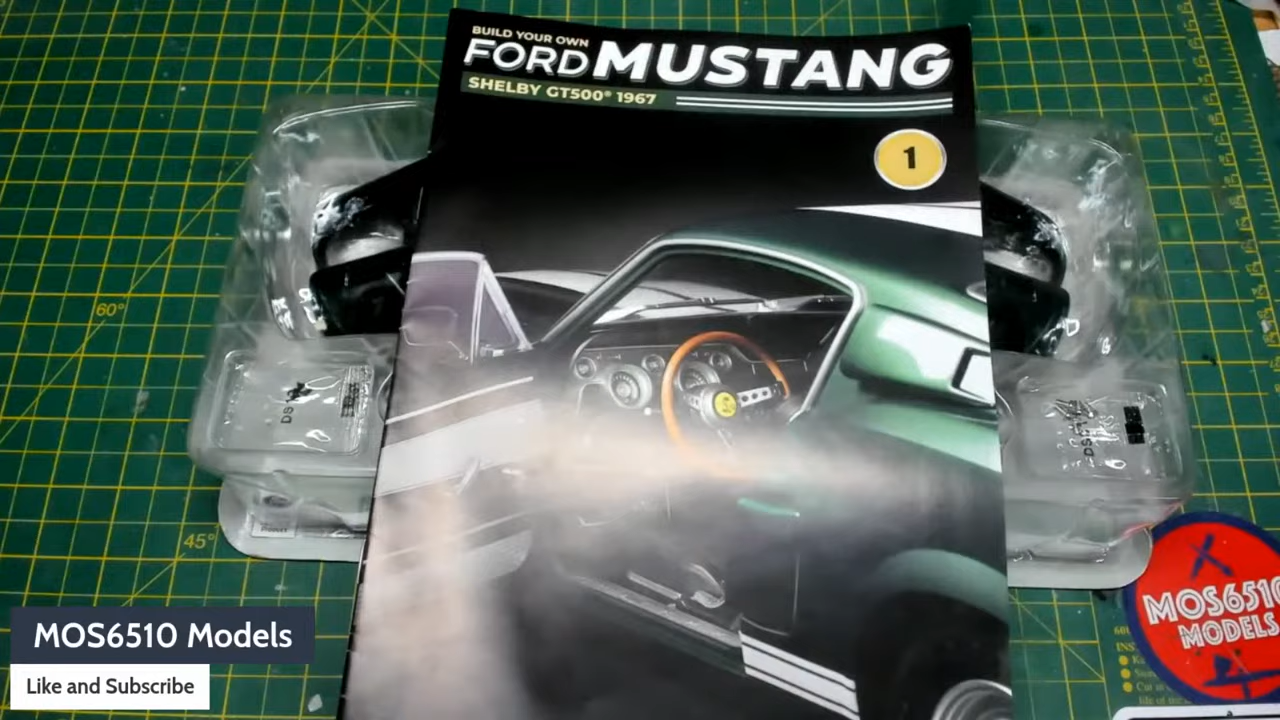 BUILD YOUR OWN
FORD MUSTANG
SHELBY GT500® 1967
1
60°
45°
MOS6510 Models
Like and Subscribe
MOS6510
MODELS